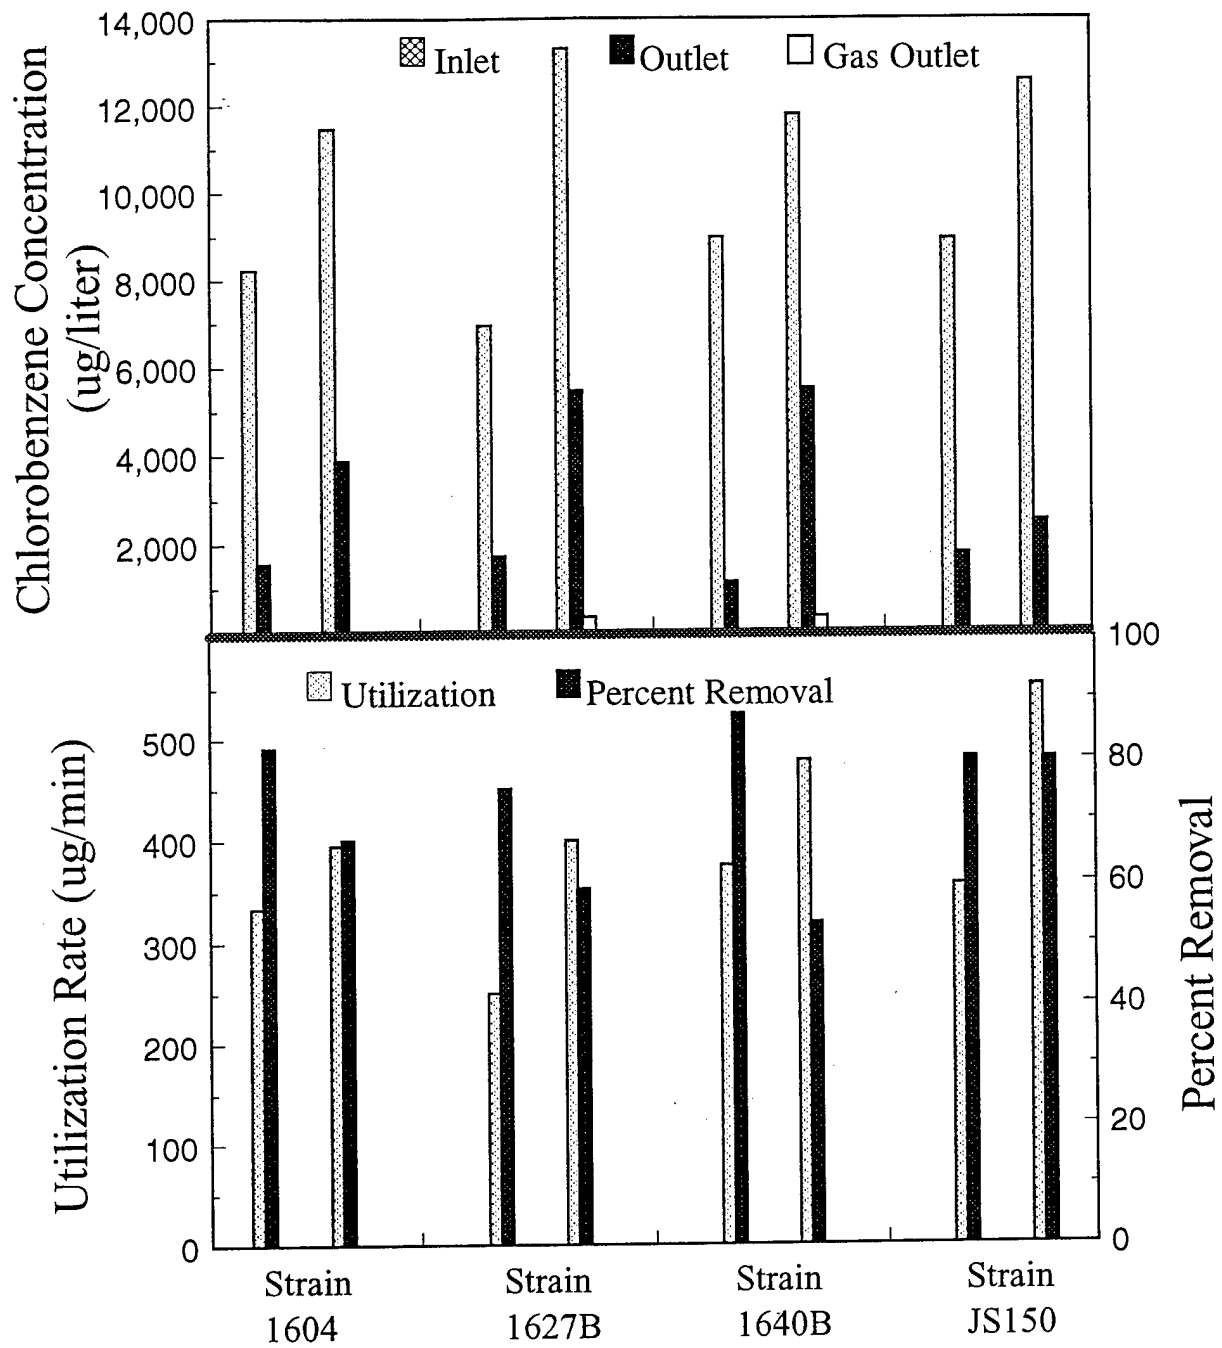 14,000
12,000
10,000
8,000
6,000
4,000
2,000
Chlorobenzene Concentration
(ug/liter)
Inlet
Outlet
Gas Outlet
Utilization
Percent Removal
500
400
300
200
100
0
Utilization Rate (ug/min)
100
80
60
40
20
0
Percent Removal
Strain
1604
Strain
1627B
Strain
1640B
Strain
JS150